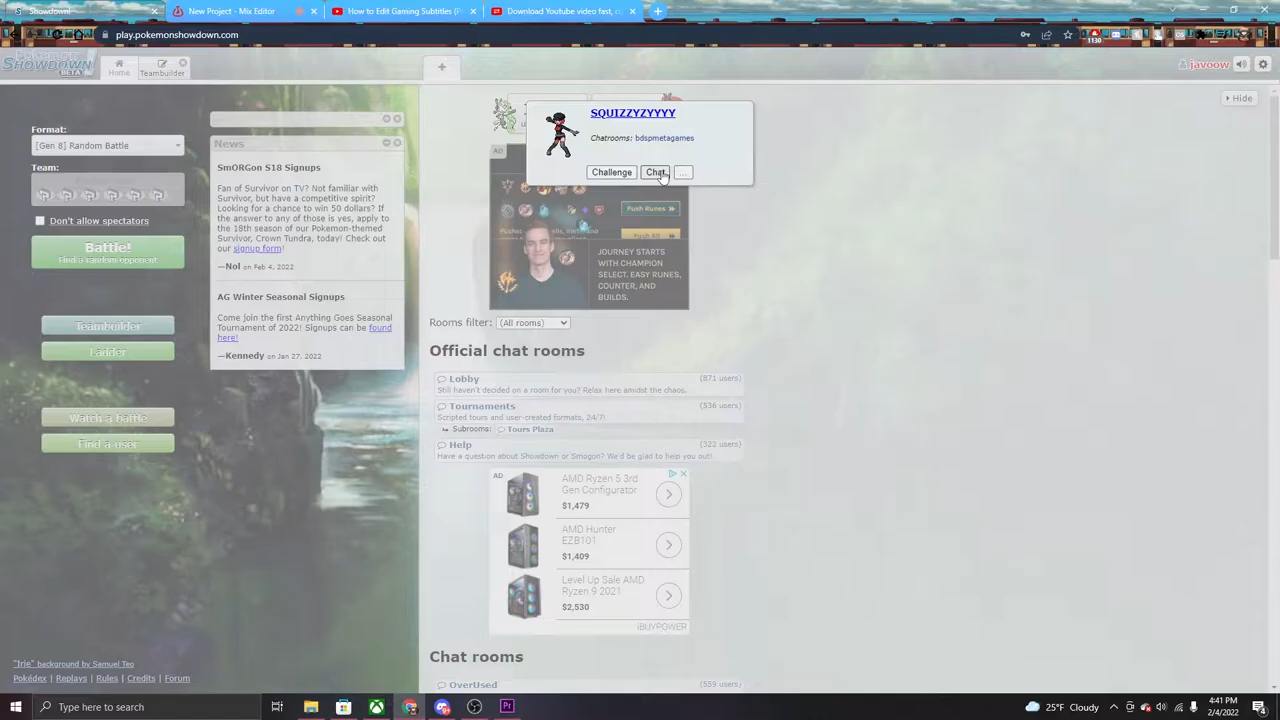 Showdown!
New Project - Mix Editor
How to Edit Gaming Subtitles (P
Download Youtube video fast, c
play.pokemonshowdown.com
1130
SHOWDOWN
BETA
Home
Teambuilder
+
javoow
Hide
Format:
[Gen 8] Random Battle
Team:
Don't allow spectators
Battle!
Find a random opponent
Teambuilder
Ladder
Watch a battle
Find a user
"Irie" background by Samuel Teo
Pokédex | Replays | Rules | Credits | Forum
News
SmORGon S18 Signups
Fan of Survivor on TV? Not familiar with
Survivor, but have a competitive spirit?
Looking for a chance to win 50 dollars? If
the answer to any of those is yes, apply to
the 18th season of our Pokemon-themed
Survivor, Crown Tundra, today! Check out
our signup form!
—Nol on Feb 4, 2022
AG Winter Seasonal Signups
Come join the first Anything Goes Seasonal
Tournament of 2022! Signups can be found
here!
—Kennedy on Jan 27, 2022
SQUIZZYZYYYY
Chatrooms: bdspmetagames
Challenge
Chat
...
AD
Push Runes
Push All
JOURNEY STARTS
WITH CHAMPION
SELECT. EASY RUNES,
COUNTER, AND
BUILDS.
Rooms filter: (All rooms)
Official chat rooms
Lobby (871 users)
Still haven't decided on a room for you? Relax here amidst the chaos.
Tournaments (536 users)
Scripted tours and user-created formats, 24/7!
Subrooms: Tours Plaza
Help (322 users)
Have a question about Showdown or Smogon? We'd be glad to help you out!
AD
AMD Ryzen 5 3rd
Gen Configurator
$1,479
AMD Hunter
EZB101
$1,409
Level Up Sale AMD
Ryzen 9 2021
$2,530
iBUYPOWER
Chat rooms
OverUsed (559 users)
Type here to search
25°F Cloudy
4:41 PM
2/4/2022
4